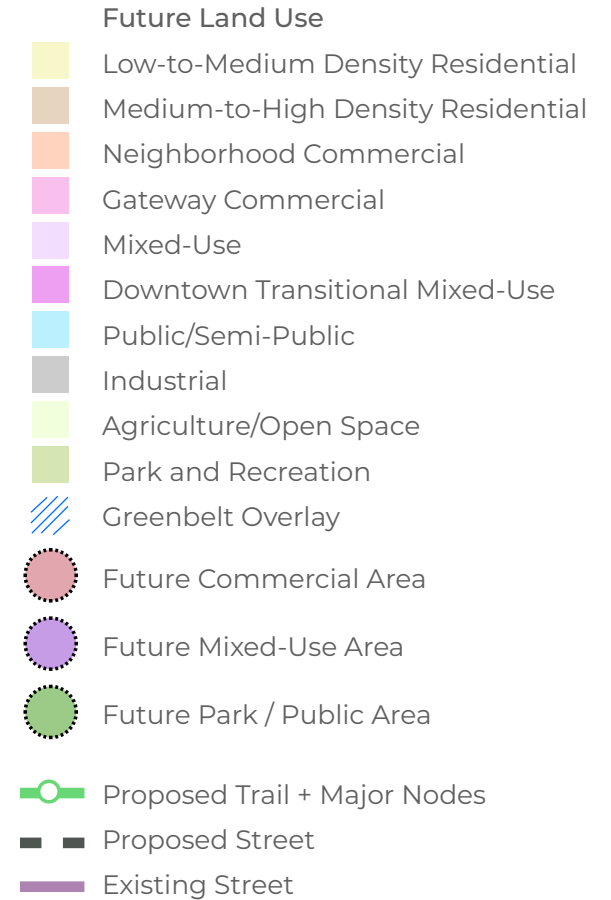 Future Land Use
Low-to-Medium Density Residential
Medium-to-High Density Residential
Neighborhood Commercial
Gateway Commercial
Mixed-Use
Downtown Transitional Mixed-Use
Public/Semi-Public
Industrial
Agriculture/Open Space
Park and Recreation
Greenbelt Overlay
Future Commercial Area
Future Mixed-Use Area
Future Park / Public Area
Proposed Trail + Major Nodes
Proposed Street
Existing Street